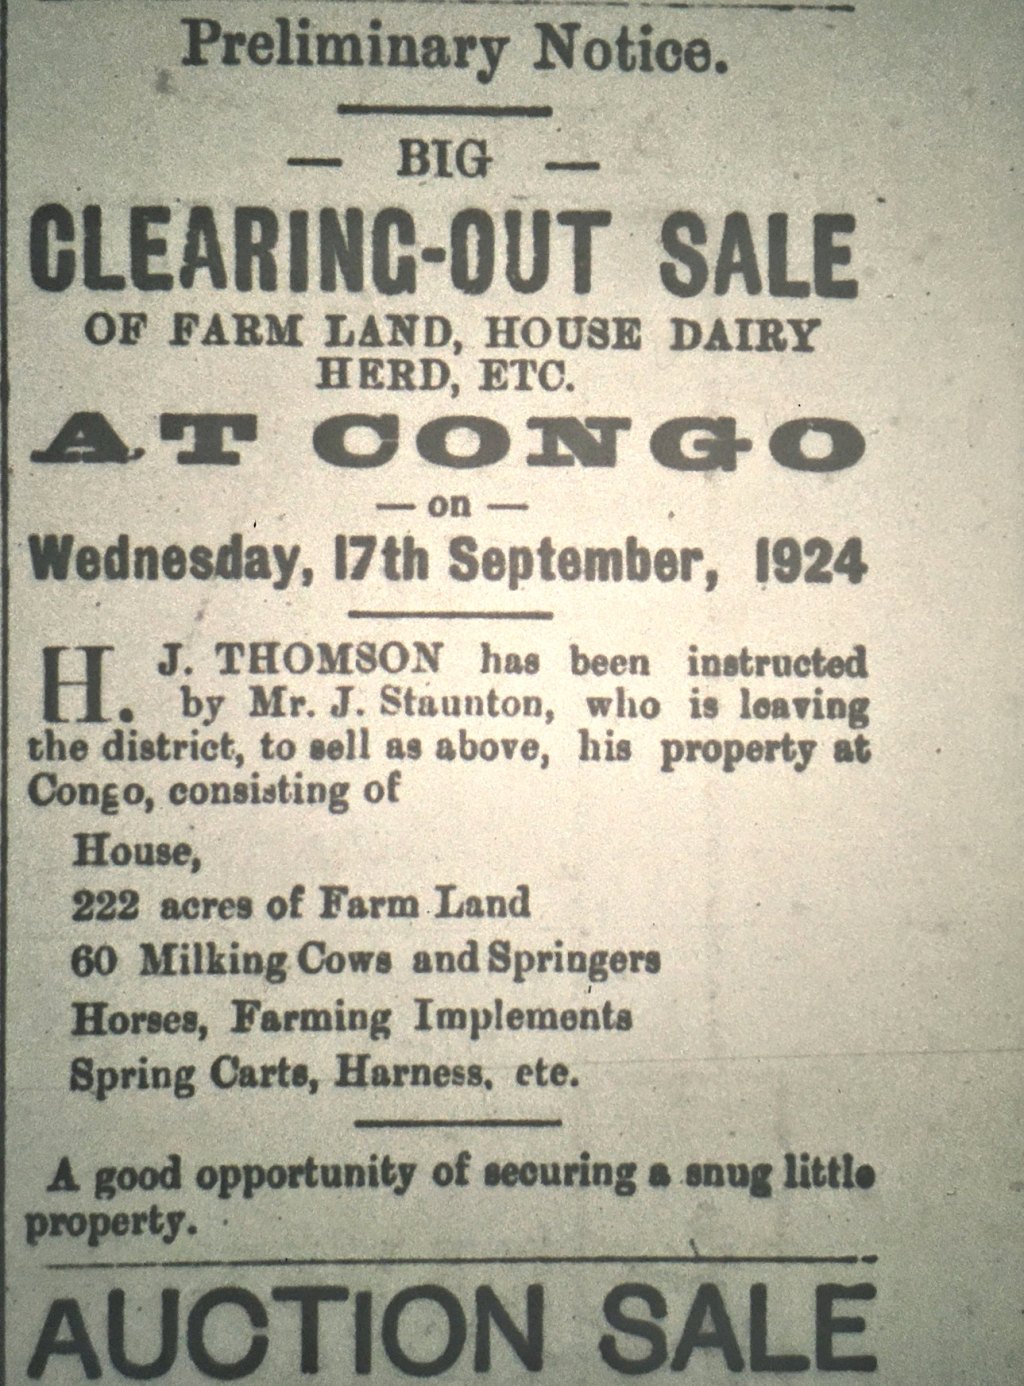 Preliminary Notice.
— BIG —
CLEARING-OUT SALE
OF FARM LAND, HOUSE DAIRY
HERD, ETC.
AT CONGO
— on —
Wednesday, 17th September, 1924
H. J. THOMSON has been instructed
by Mr. J. Staunton, who is leaving
the district, to sell as above, his property at
Congo, consisting of
House,
222 acres of Farm Land
60 Milking Cows and Springers
Horses, Farming Implements
Spring Carts, Harness, etc.
A good opportunity of securing a snug little
property.
AUCTION SALE